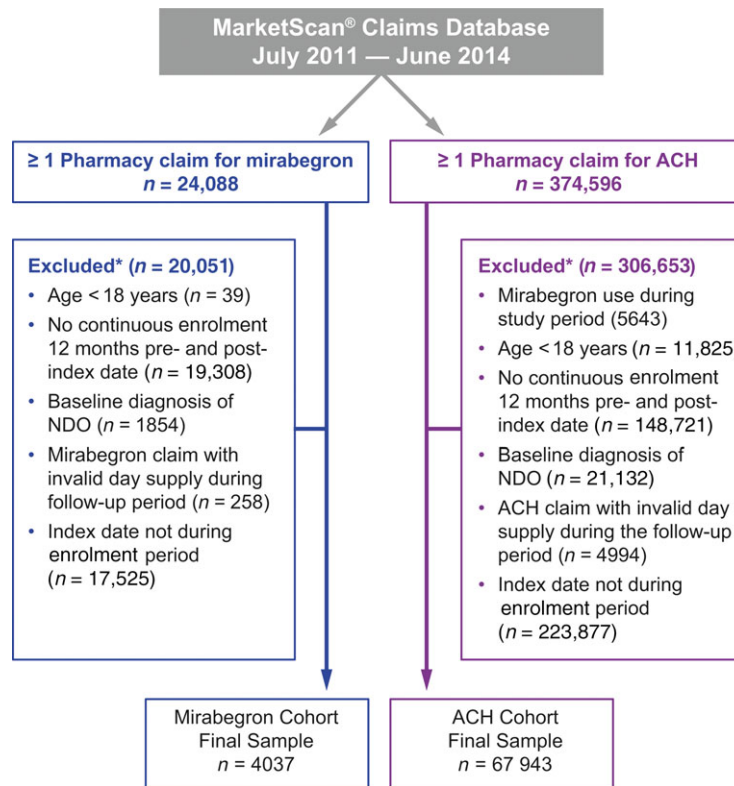 MarketScan® Claims Database
July 2011 — June 2014
≥ 1 Pharmacy claim for mirabegron
n = 24,088
≥ 1 Pharmacy claim for ACH
n = 374,596
Excluded* (n = 20,051)
• Age < 18 years (n = 39)
• No continuous enrolment
12 months pre- and post-
index date (n = 19,308)
• Baseline diagnosis of
NDO (n = 1854)
• Mirabegron claim with
invalid day supply during
follow-up period (n = 258)
• Index date not during
enrolment period
(n = 17,525)
Excluded* (n = 306,653)
• Mirabegron use during
study period (5643)
• Age < 18 years (n = 11,825
• No continuous enrolment
12 months pre- and post-
index date (n = 148,721)
• Baseline diagnosis of
NDO (n = 21,132)
• ACH claim with invalid day
supply during the follow-up
period (n = 4994)
• Index date not during
enrolment period
(n = 223,877)
Mirabegron Cohort
Final Sample
n = 4037
ACH Cohort
Final Sample
n = 67 943